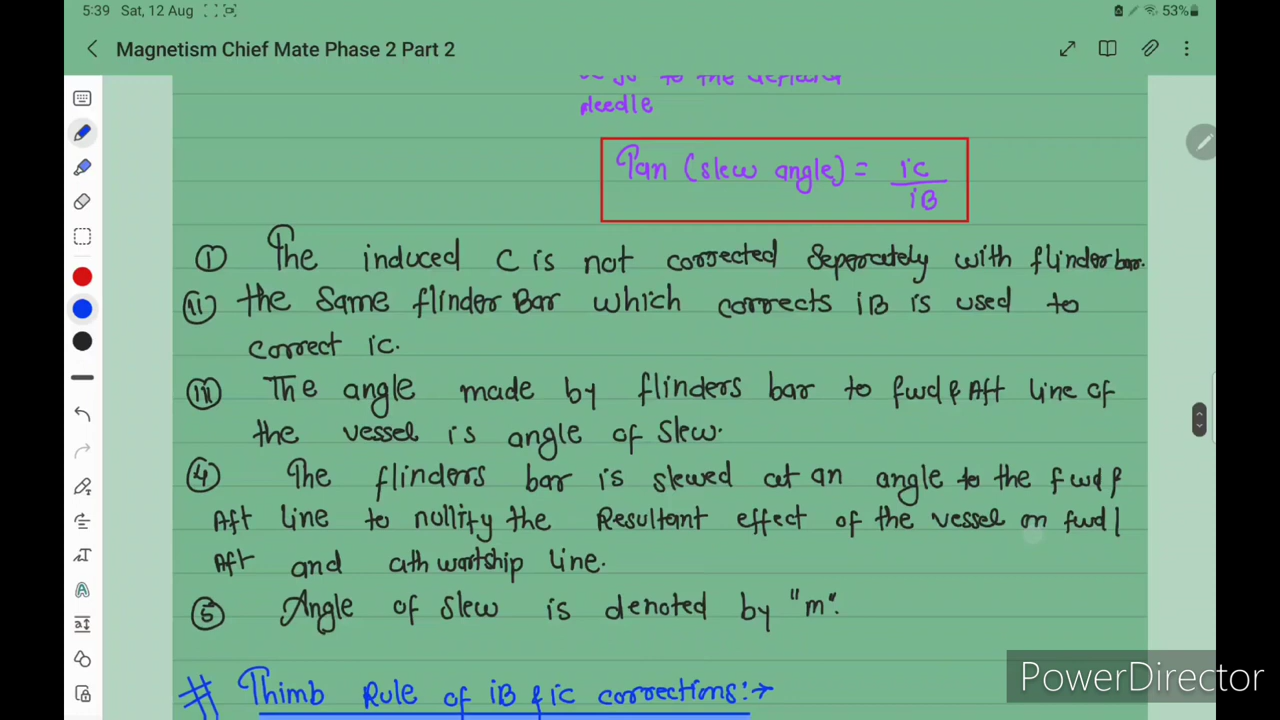 5:39 Sat, 12 Aug
53%
Magnetism Chief Mate Phase 2 Part 2
to the
needle
Tan (slew angle) = ic
iB
① The induced C is not corrected Seperately with flinder bar.
(ii) the Same flinder Bar which corrects iB is used to
correct ic.
(iii) The angle made by flinders bar to fwd & Aft line of
the vessel is angle of Slew.
④ The flinders bar is slewed at an angle to the fwd &
Aft line to nullity the Resultant effect of the vessel on fwd |
Aft and athwartship line.
⑤ Angle of slew is denoted by "m".
# Thimb Rule of iB & ic corrections:→
PowerDirector